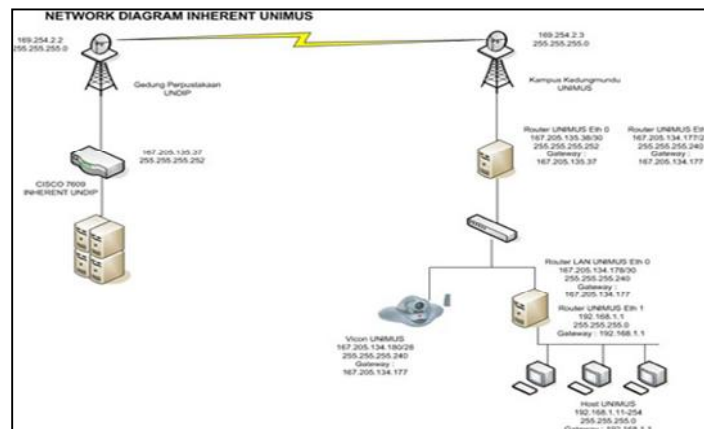 NETWORK DIAGRAM INHERENT UNIMUS
169.254.2.2
255.255.255.0
169.254.2.3
255.255.255.0
Gedung Perpustakaan
UNDIP
Kampus Kedungmundu
UNIMUS
167.205.135.37
255.255.255.252
CISCO 7609
INHERENT UNDIP
Router UNIMUS Eth 0
167.205.135.38/30
255.255.255.252
Gateway :
167.205.135.37
Router UNIMUS Eth
167.205.134.177/2
255.255.255.240
Gateway :
167.205.134.177
Router LAN UNIMUS Eth 0
167.205.134.178/30
255.255.255.240
Gateway :
167.205.134.177
Router UNIMUS Eth 1
192.168.1.1
255.255.255.0
Gateway : 192.168.1.1
Vicon UNIMUS
167.205.134.180/28
255.255.255.240
Gateway :
167.205.134.177
Host UNIMUS
192.168.1.11-254
255.255.255.0
Gateway : 192.168.1.1